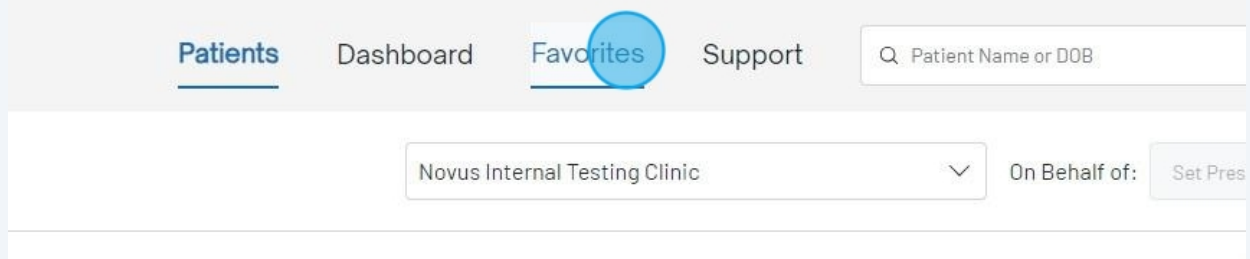 Patients Dashboard Favorites Support Patient Name or DOB
Novus Internal Testing Clinic On Behalf of: Set Pres